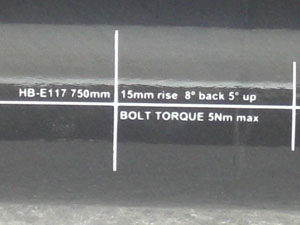 HB-E117 750mm 15mm rise 8° back 5° up
BOLT TORQUE 5Nm max